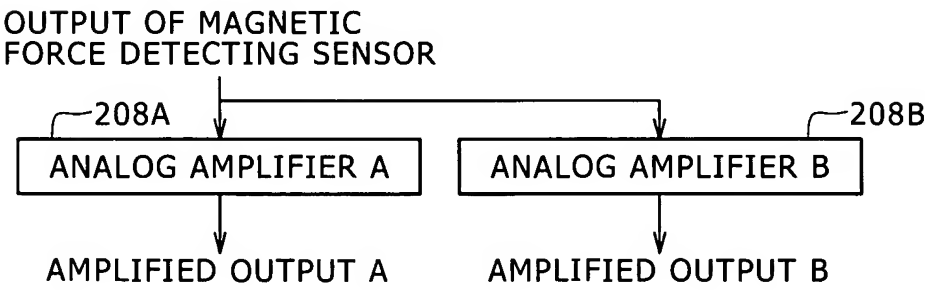 OUTPUT OF MAGNETIC
FORCE DETECTING SENSOR
208A
208B
ANALOG AMPLIFIER A
ANALOG AMPLIFIER B
AMPLIFIED OUTPUT A
AMPLIFIED OUTPUT B